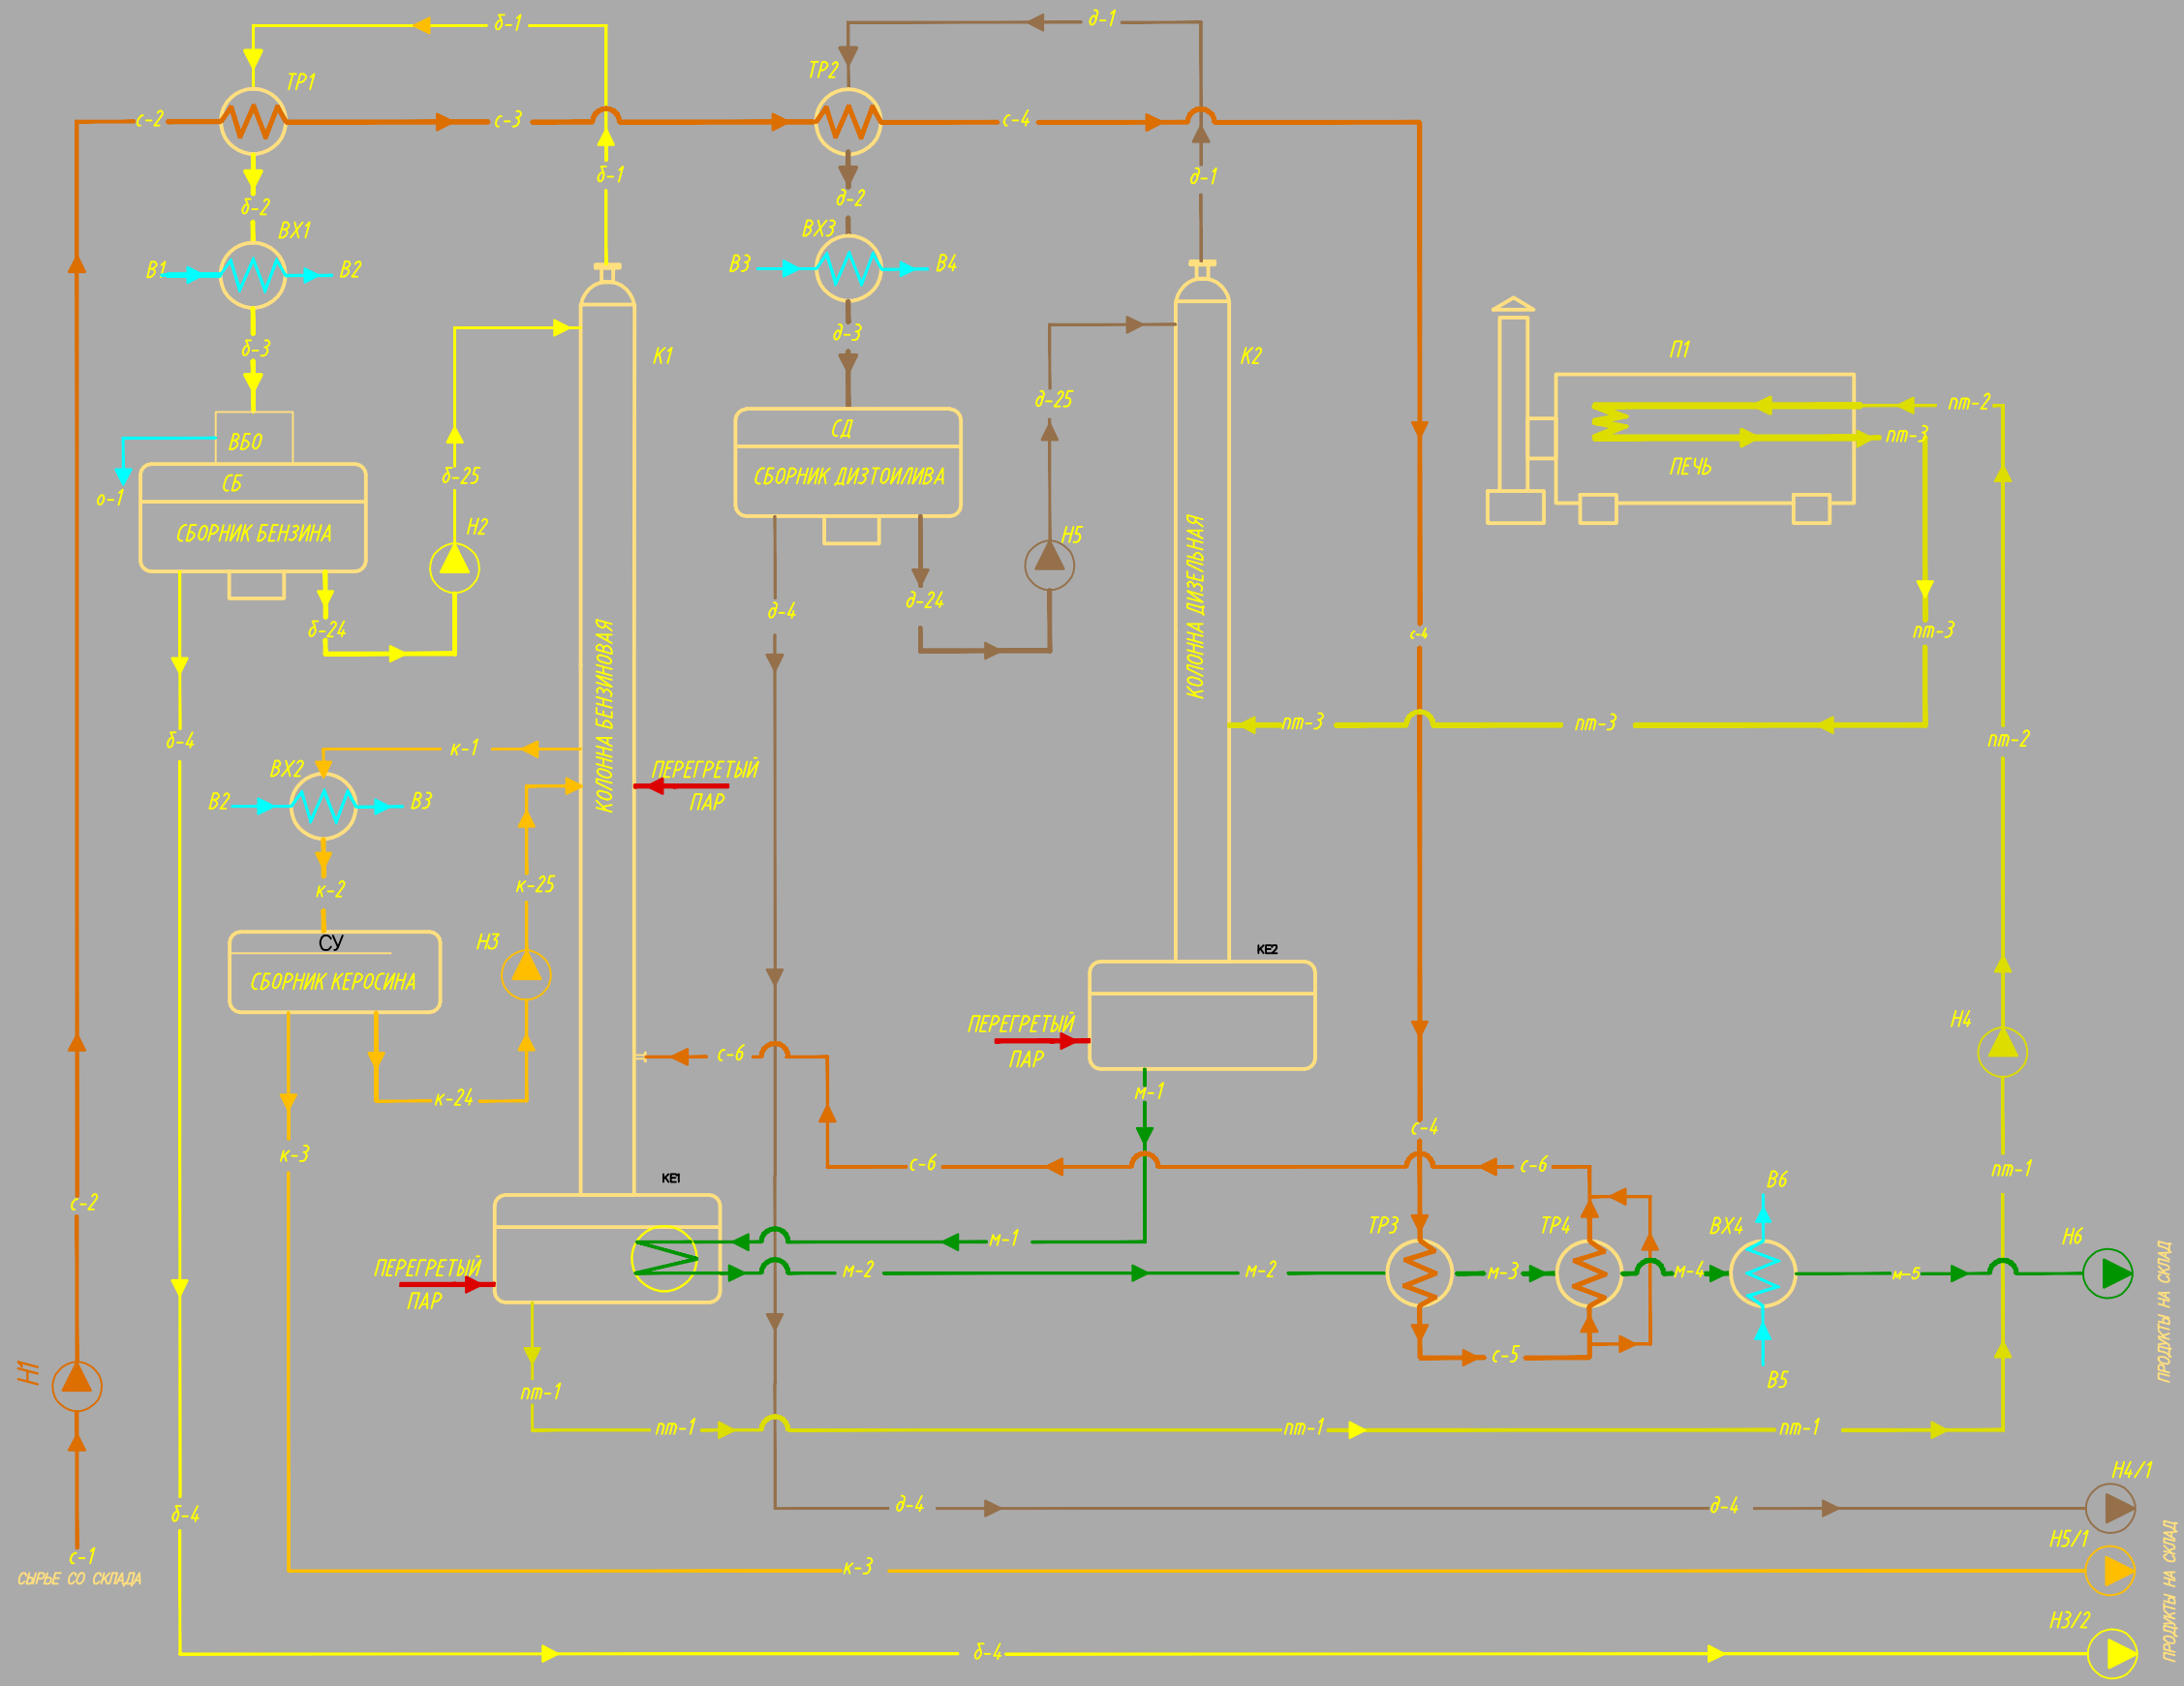 б-1
д-1
ТР1
ТР2
с-2
с-3
с-4
б-1
д-1
б-2
д-2
ВХ1
ВХ3
В1
В2
В3
В4
б-3
д-3
К1
К2
П1
д-25
пт-2
пт-3
СД
ВБО
ПЕЧЬ
СБ
о-1
б-25
СБОРНИК ДИЗТОИЛИВА
СБОРНИК БЕНЗИНА
Н2
Н5
КОЛОННА ДИЗЕЛЬНАЯ
д-4
д-24
б-24
с-4
пт-3
КОЛОННА БЕНЗИНОВАЯ
пт-3
пт-3
б-4
к-1
пт-2
ВХ2
ПЕРЕГРЕТЫЙ
ПАР
В2
В3
к-2
к-25
СУ
Н3
КЕ2
СБОРНИК КЕРОСИНА
ПЕРЕГРЕТЫЙ
ПАР
Н4
с-6
м-1
к-24
с-4
к-3
с-6
с-6
пт-1
КЕ1
В6
с-2
ТР3
ТР4
ВХ4
Н6
м-1
ПЕРЕГРЕТЫЙ
ПАР
м-2
м-2
м-3
м-4
м-5
ПРОДУКТЫ НА СКЛАД
с-5
В5
Н1
пт-1
пт-1
пт-1
пт-1
Н4/1
д-4
д-4
б-4
Н5/1
с-1
СЫРЬЕ СО СКЛАДА
к-3
ПРОДУКТЫ НА СКЛАД
Н3/2
б-4